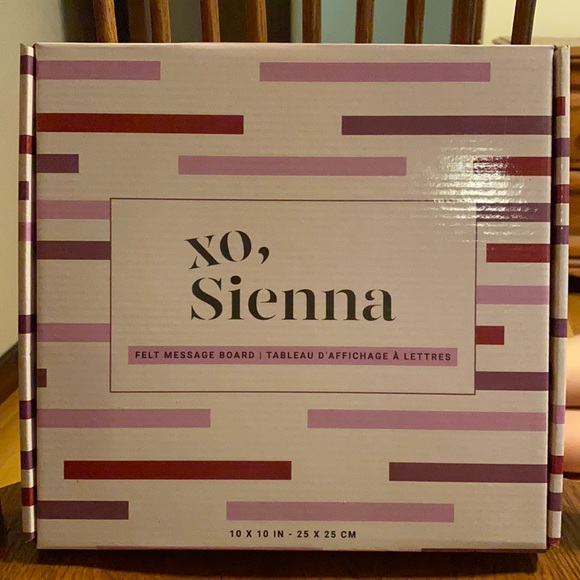 xo,
Sienna
FELT MESSAGE BOARD | TABLEAU D'AFFICHAGE À LETTRES
10 X 10 IN - 25 X 25 CM